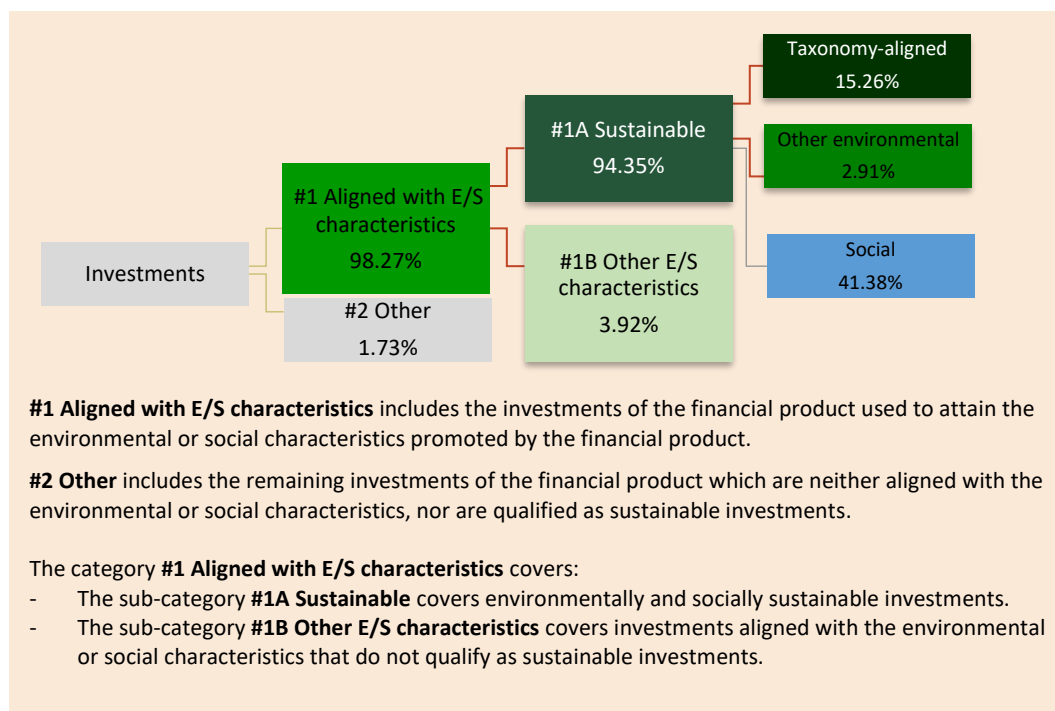 Taxonomy-aligned
15.26%
#1A Sustainable
94.35%
Other environmental
2.91%
#1 Aligned with E/S
characteristics
98.27%
Investments
#1B Other E/S
characteristics
3.92%
Social
41.38%
#2 Other
1.73%
#1 Aligned with E/S characteristics includes the investments of the financial product used to attain the
environmental or social characteristics promoted by the financial product.
#2 Other includes the remaining investments of the financial product which are neither aligned with the
environmental or social characteristics, nor are qualified as sustainable investments.
The category #1 Aligned with E/S characteristics covers:
- The sub-category #1A Sustainable covers environmentally and socially sustainable investments.
- The sub-category #1B Other E/S characteristics covers investments aligned with the environmental
or social characteristics that do not qualify as sustainable investments.